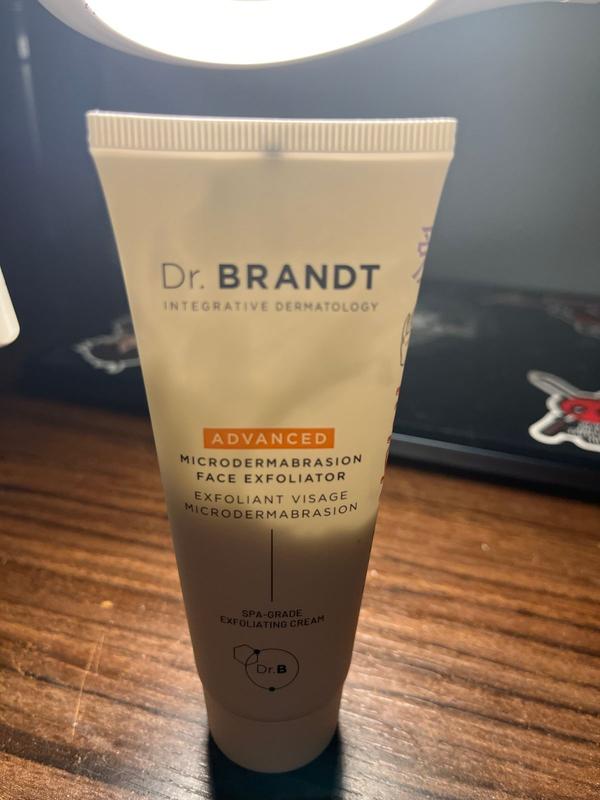 Dr. BRANDT
INTEGRATIVE DERMATOLOGY
ADVANCED
MICRODERMABRASION
FACE EXFOLIATOR
EXFOLIANT VISAGE
MICRODERMABRASION
SPA-GRADE
EXFOLIATING CREAM
Dr.B